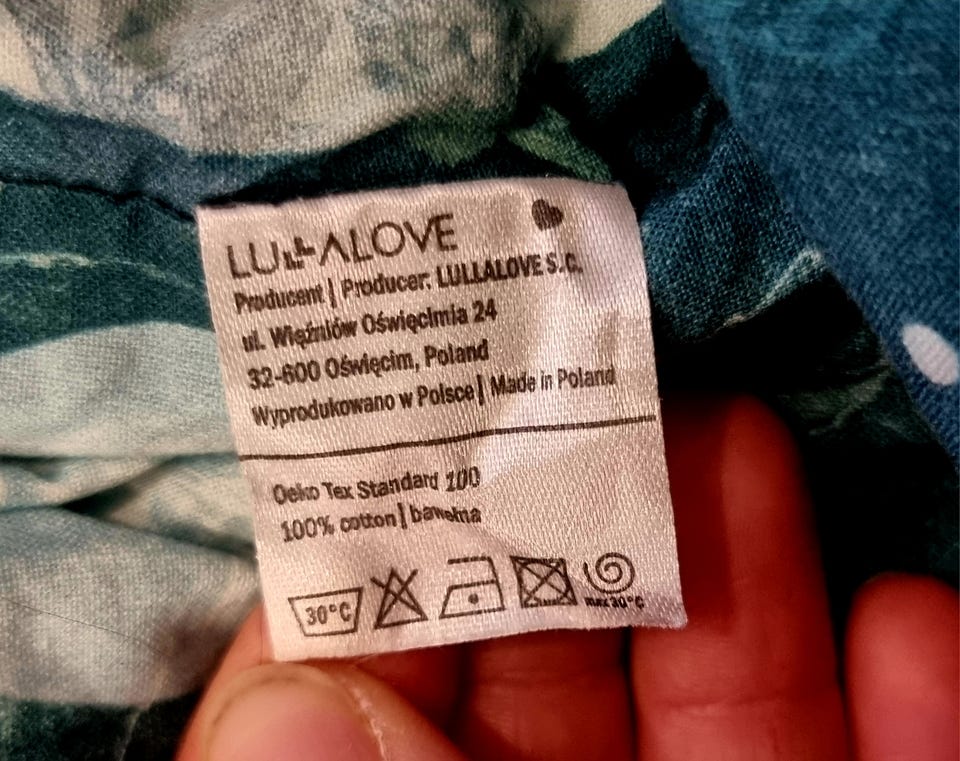 LULLALOVE
Producent | Producer: LULLALOVE S.C.
ul. Więźniów Oświęcimia 24
32-600 Oświęcim, Poland
Wyprodukowano w Polsce | Made in Poland
Oeko Tex Standard 100
100% cotton | bawełna
30°C
max 30°C